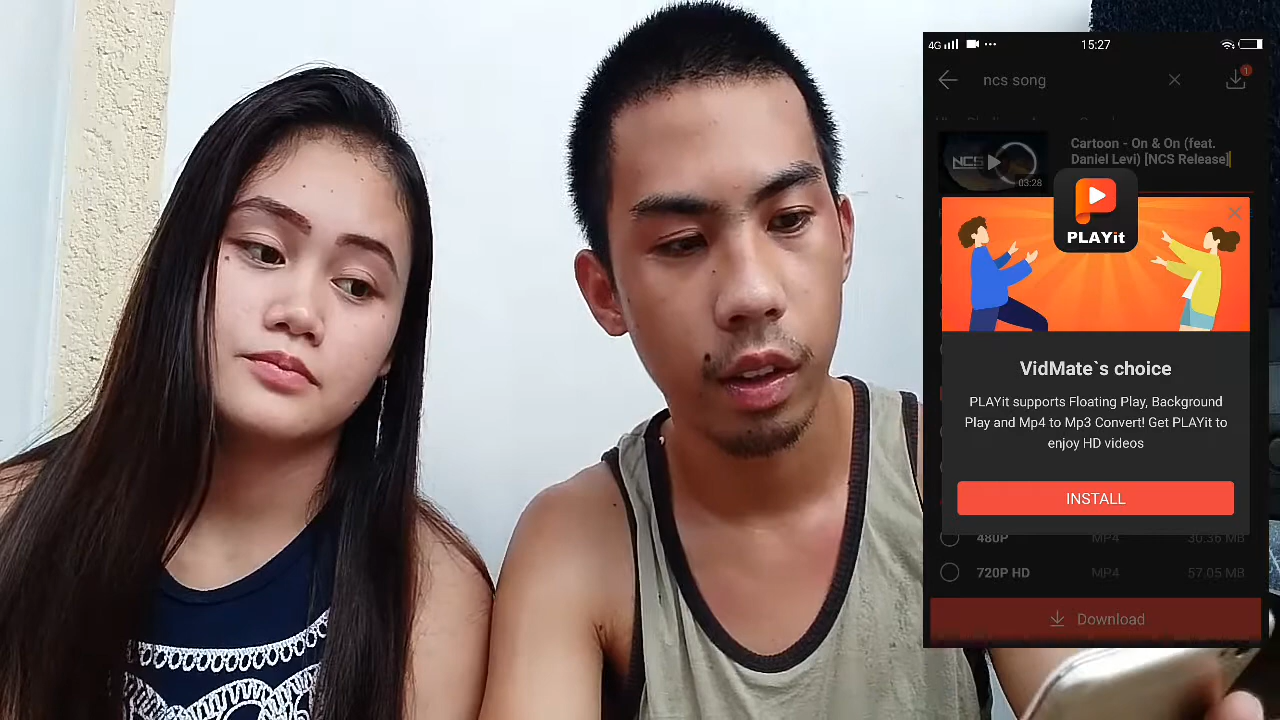 4G
15:27
ncs song
1
Cartoon - On & On (feat.
Daniel Levi) [NCS Release]
NCS
03:28
PLAYit
VidMate`s choice
PLAYit supports Floating Play, Background
Play and Mp4 to Mp3 Convert! Get PLAYit to
enjoy HD videos
INSTALL
480P MP4 30.36 MB
720P HD MP4 57.05 MB
Download